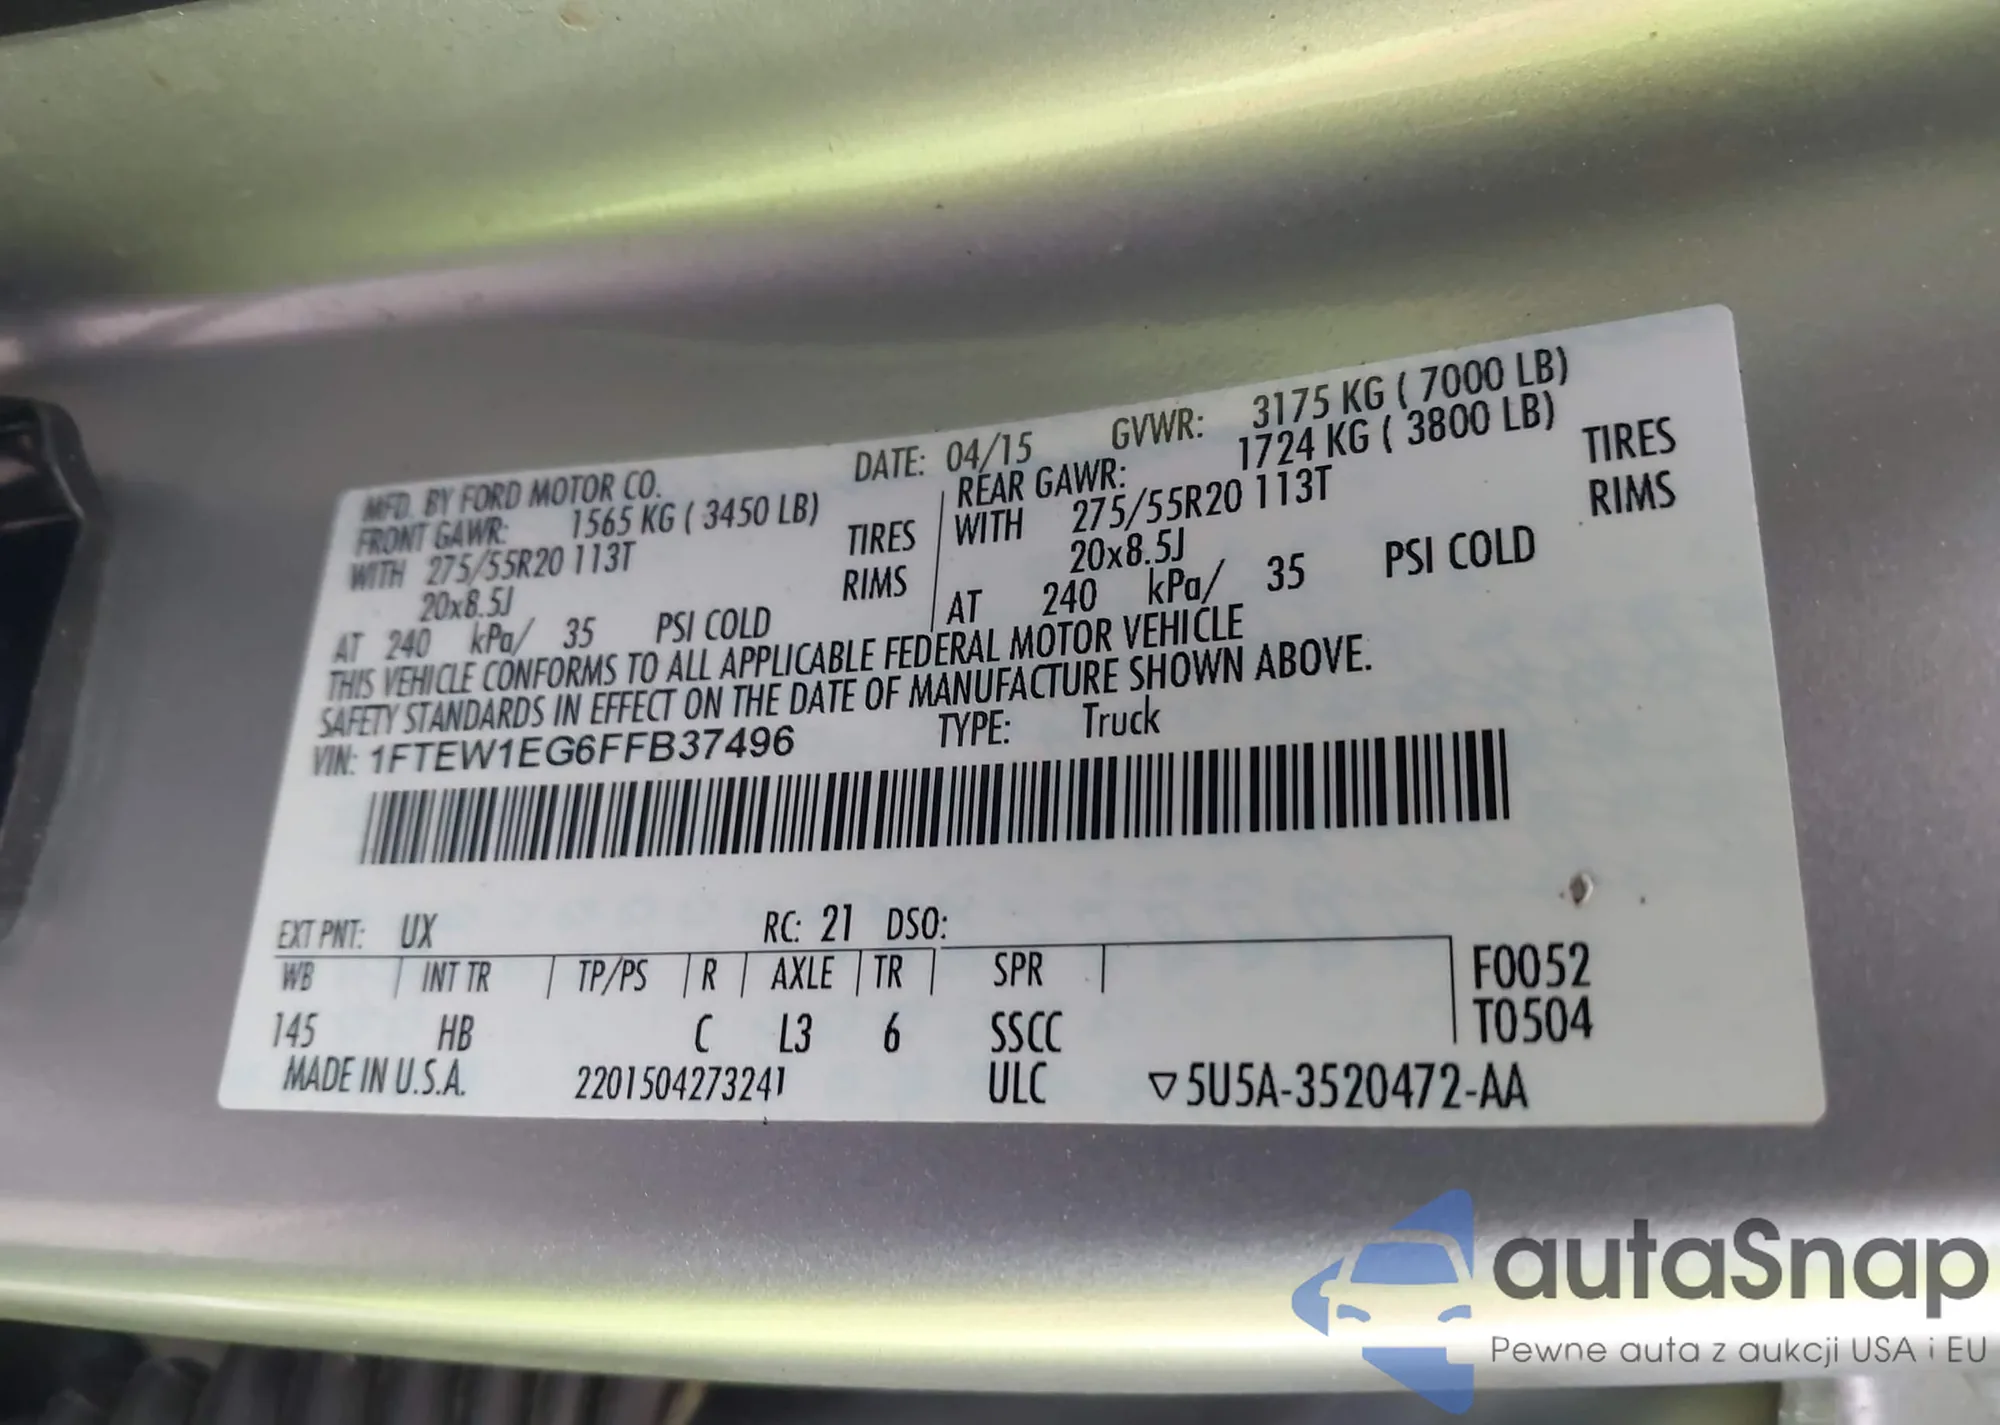 MFD. BY FORD MOTOR CO. DATE: 04/15 GVWR: 3175 KG ( 7000 LB)
FRONT GAWR: 1565 KG ( 3450 LB) REAR GAWR: 1724 KG ( 3800 LB)
WITH 275/55R20 113T TIRES WITH 275/55R20 113T TIRES
20x8.5J RIMS 20x8.5J RIMS
AT 240 kPa/ 35 PSI COLD AT 240 kPa/ 35 PSI COLD
THIS VEHICLE CONFORMS TO ALL APPLICABLE FEDERAL MOTOR VEHICLE
SAFETY STANDARDS IN EFFECT ON THE DATE OF MANUFACTURE SHOWN ABOVE.
VIN: 1FTEW1EG6FFB37496 TYPE: Truck
EXT PNT: UX RC: 21 DSO:
WB INT TR TP/PS R AXLE TR SPR F0052
145 HB C L3 6 SSCC T0504
MADE IN U.S.A. 2201504273241 ULC ▽5U5A-3520472-AA
autaSnap
Pewne auta z aukcji USA i EU